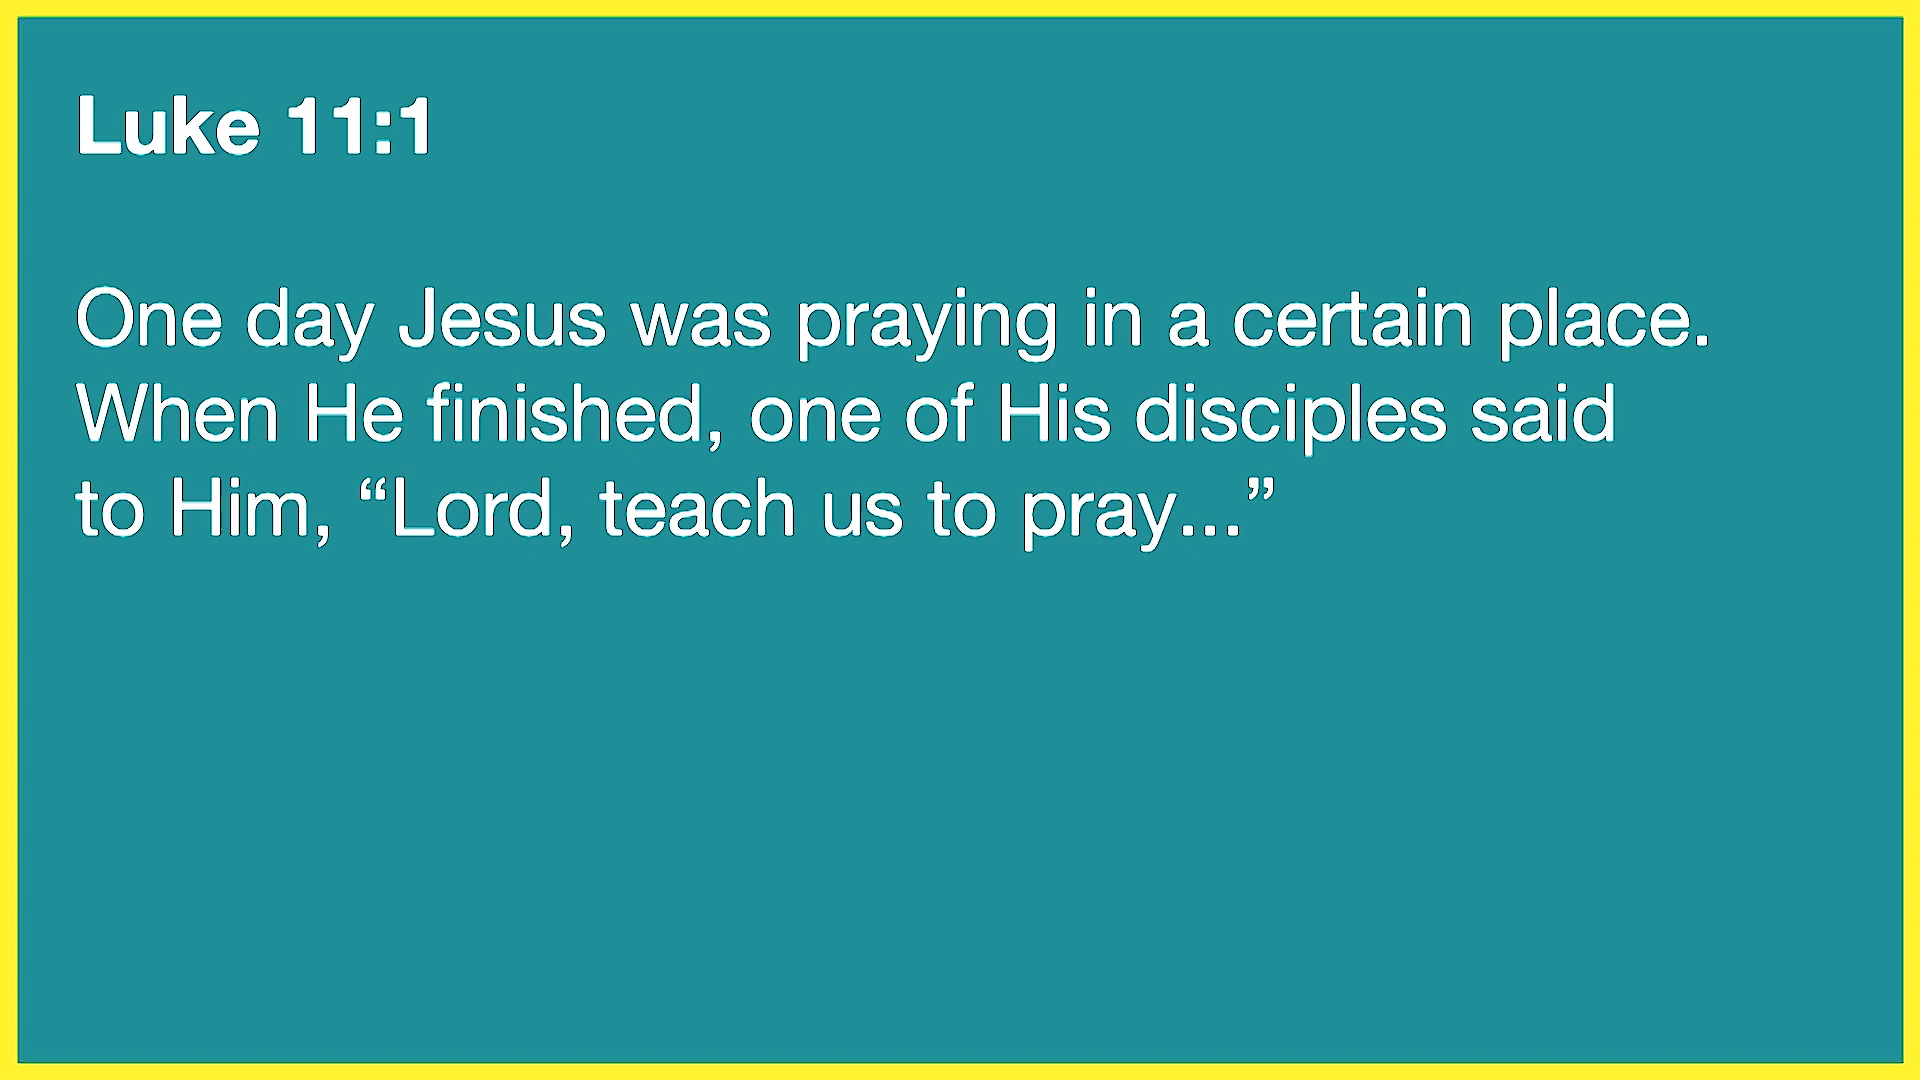 Luke 11:1
One day Jesus was praying in a certain place.
When He finished, one of His disciples said
to Him, “Lord, teach us to pray...”